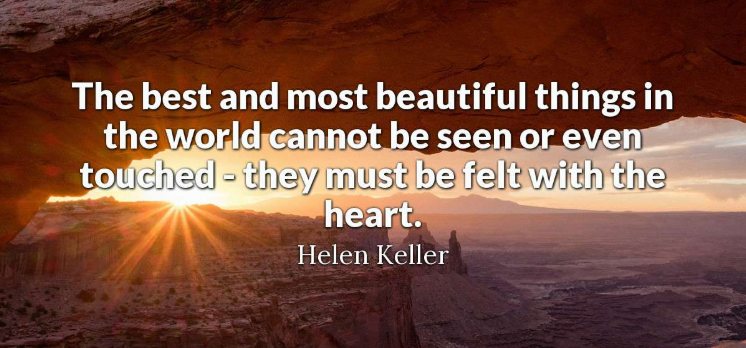 The best and most beautiful things in
the world cannot be seen or even
touched - they must be felt with the
heart.
Helen Keller